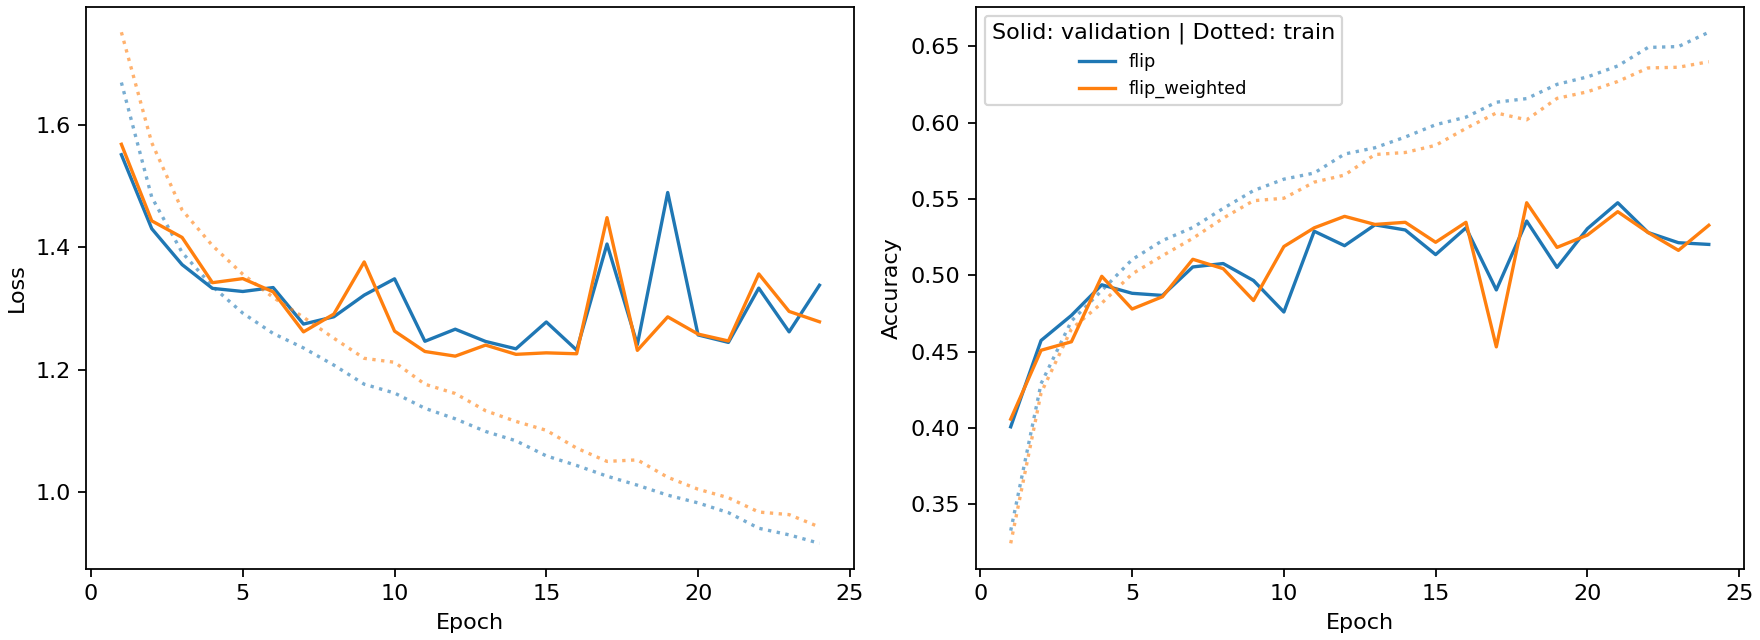 Loss
1.6
1.4
1.2
1.0
0 5 10 15 20 25
Epoch
Accuracy
0.65
0.60
0.55
0.50
0.45
0.40
0.35
Solid: validation | Dotted: train
flip
flip_weighted
0 5 10 15 20 25
Epoch